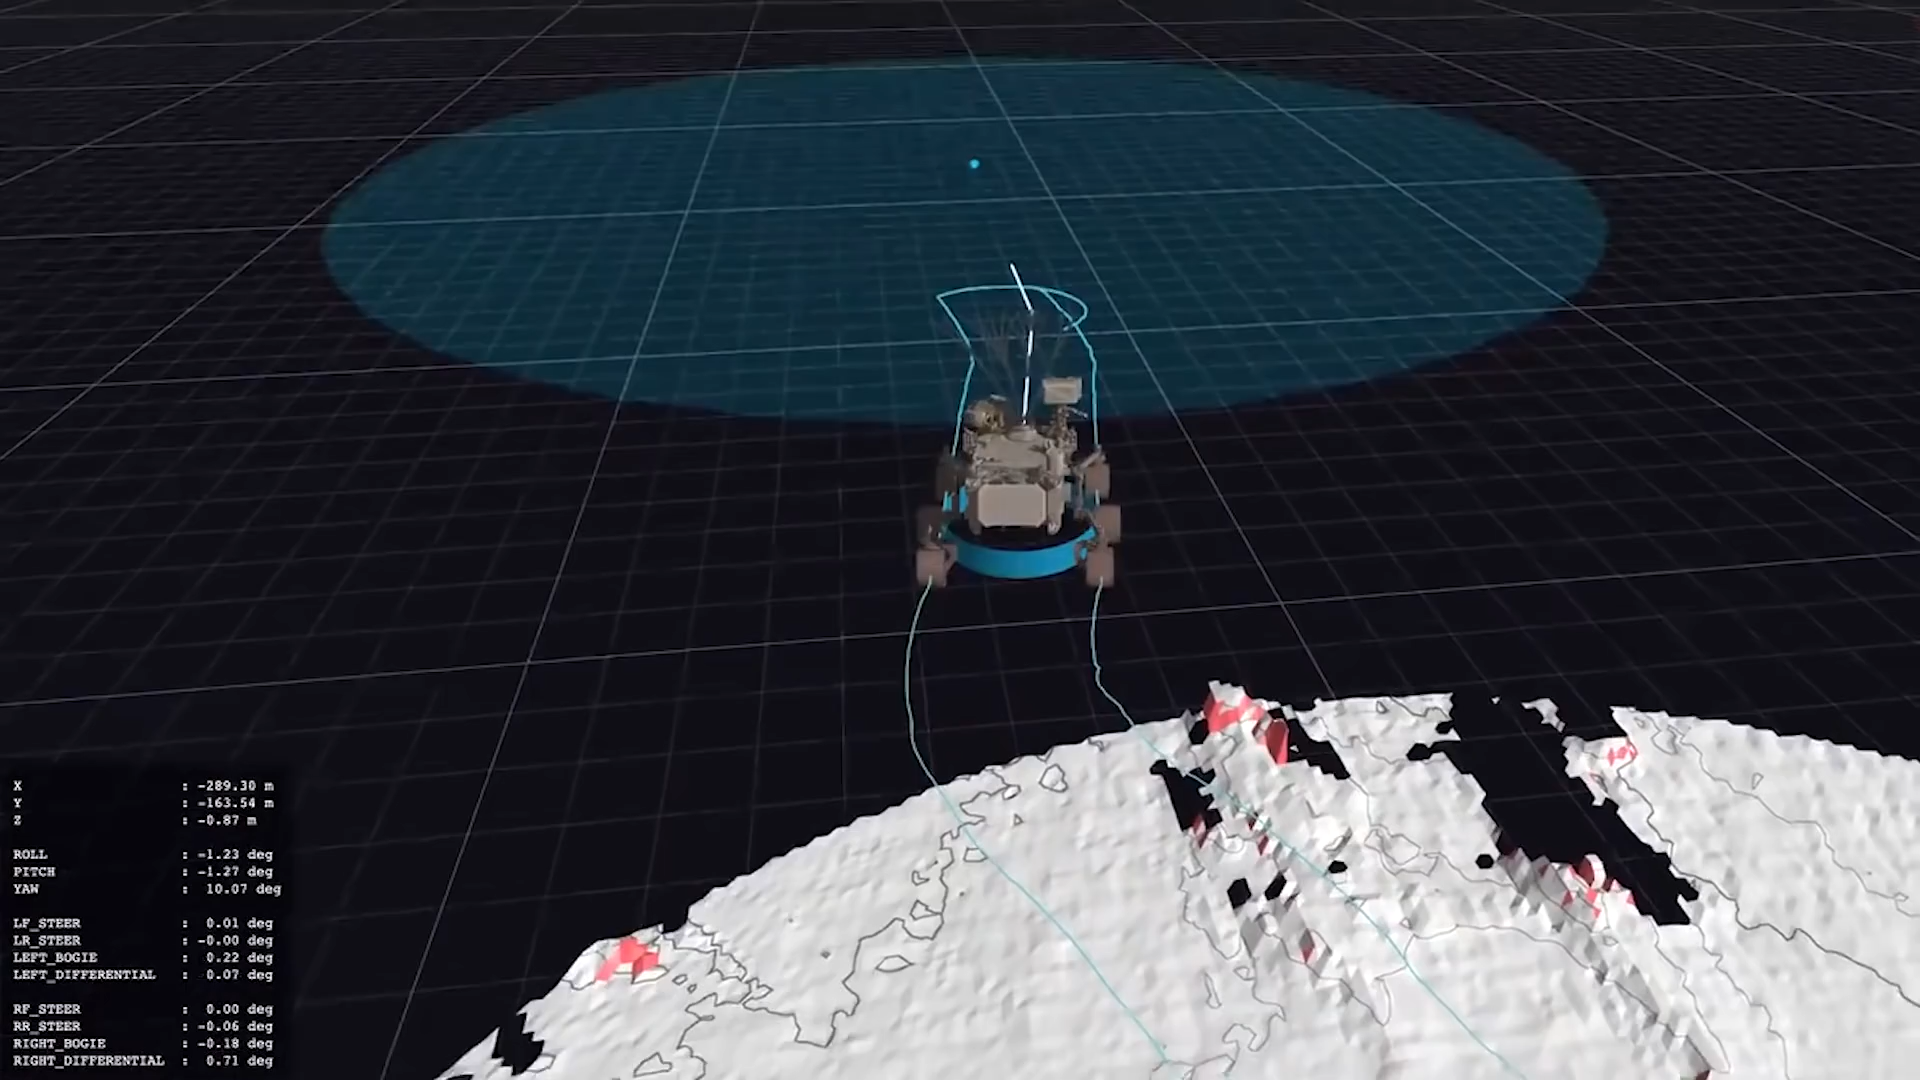 X : -289.30 m
Y : -163.54 m
Z : -0.87 m
ROLL : -1.23 deg
PITCH : -1.27 deg
YAW : 10.07 deg
LF_STEER : 0.01 deg
LR_STEER : -0.00 deg
LEFT_BOGIE : 0.22 deg
LEFT_DIFFERENTIAL : 0.07 deg
RF_STEER : 0.00 deg
RR_STEER : -0.06 deg
RIGHT_BOGIE : -0.18 deg
RIGHT_DIFFERENTIAL : 0.71 deg